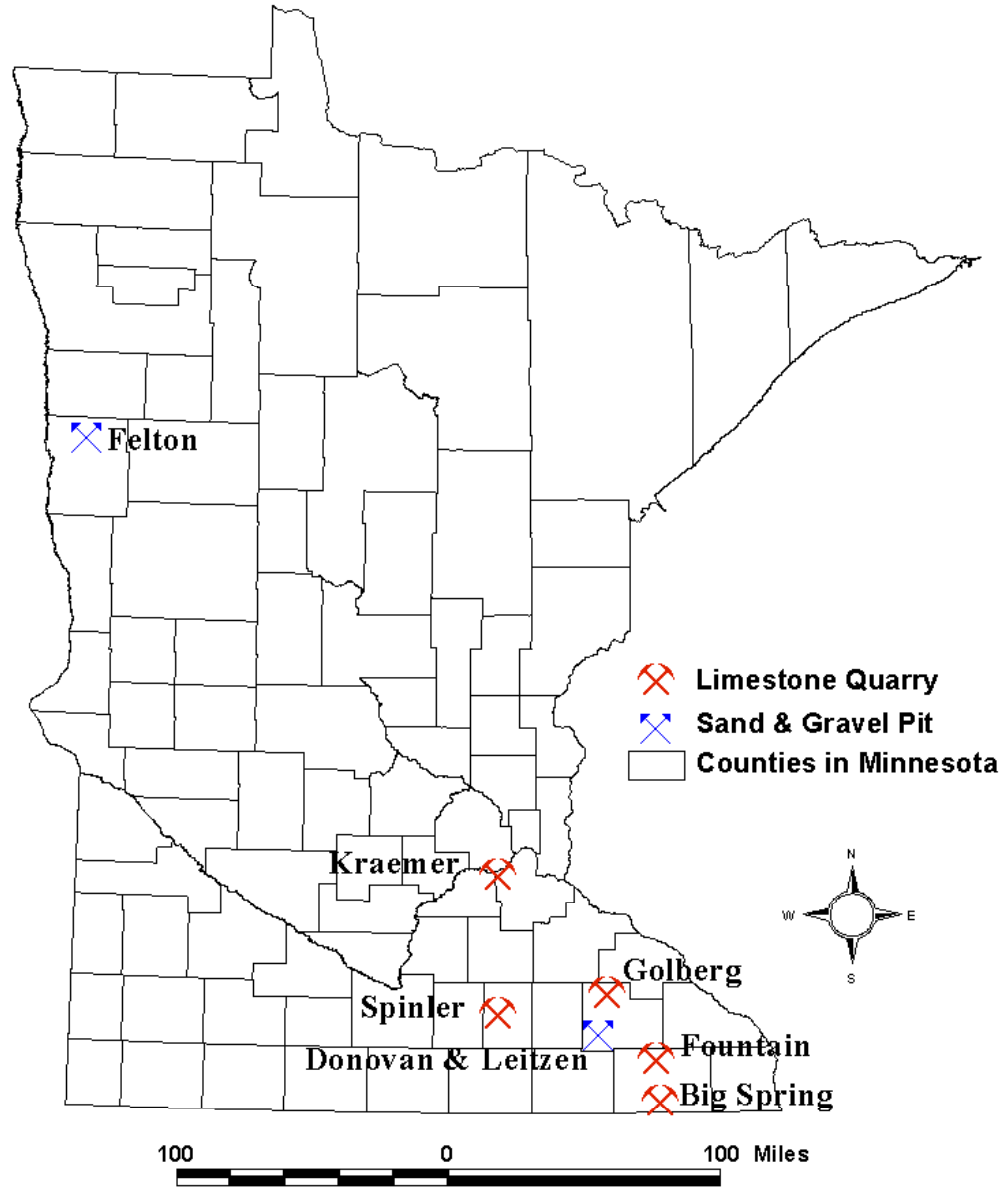 Felton
Limestone Quarry
Sand & Gravel Pit
Counties in Minnesota
Kraemer
N
W
E
S
Golberg
Spinler
Donovan & Leitzen
Fountain
Big Spring
100 0 100 Miles